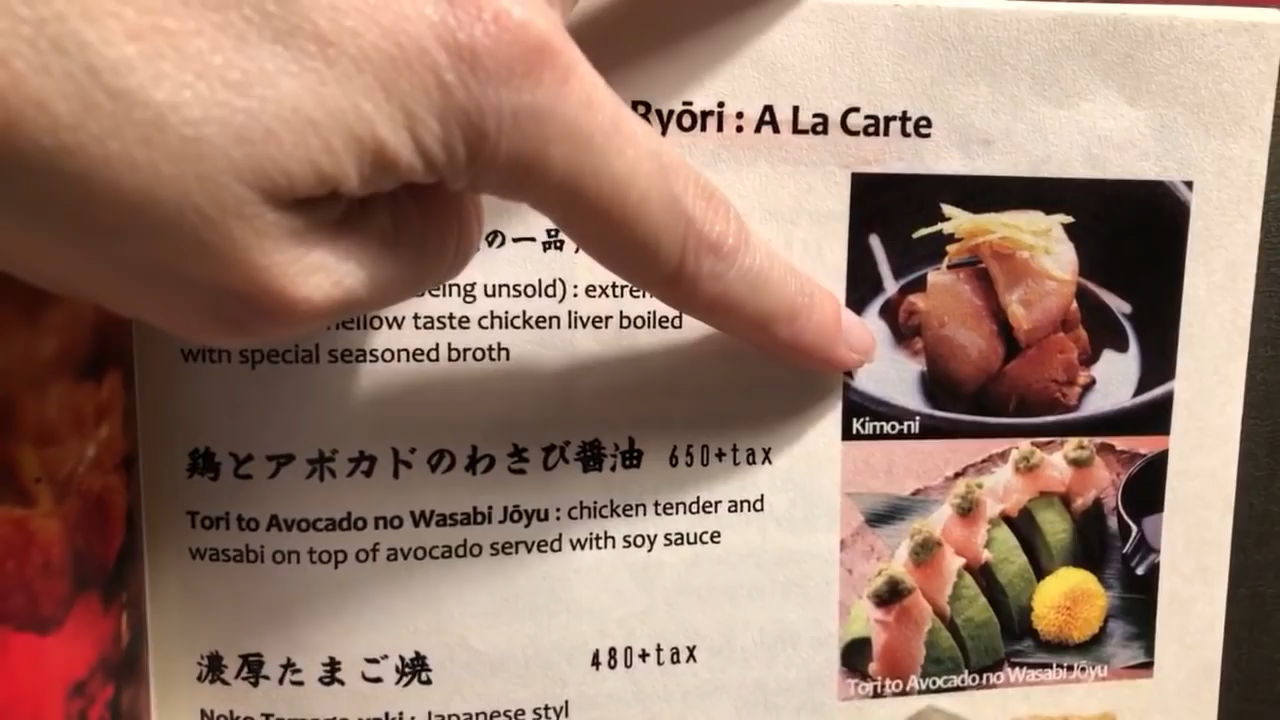 Ryōri : A La Carte
の一品
being unsold) : extrem
mellow taste chicken liver boiled
with special seasoned broth
Kimo-ni
鶏とアボカドのわさび醤油 650+tax
Tori to Avocado no Wasabi Jōyu : chicken tender and
wasabi on top of avocado served with soy sauce
Tori to Avocado no Wasabi Jōyu
濃厚たまご焼 480+tax
Japanese styl